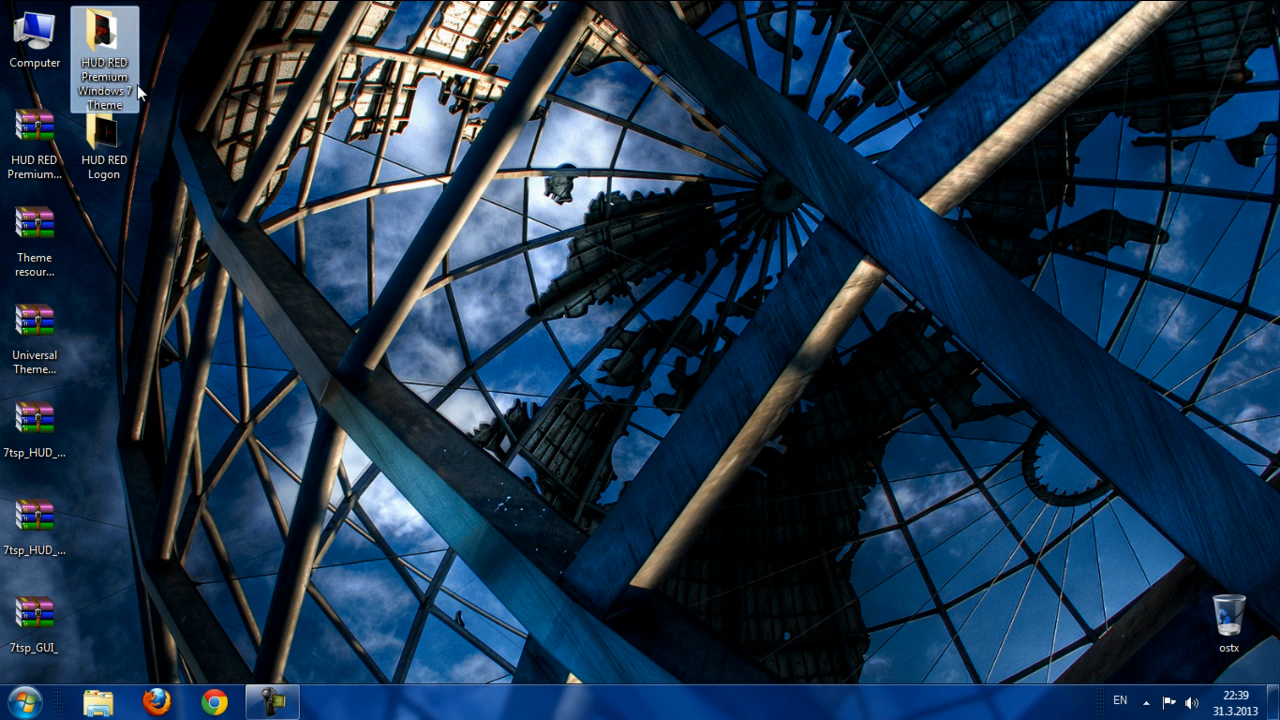 Computer
HUD RED
Premium
Windows 7
Theme
HUD RED
Premium...
HUD RED
Logon
Theme
resour...
Universal
Theme...
7tsp_HUD_...
7tsp_HUD_...
7tsp_GUI_
ostx
EN
22:39
31.3.2013